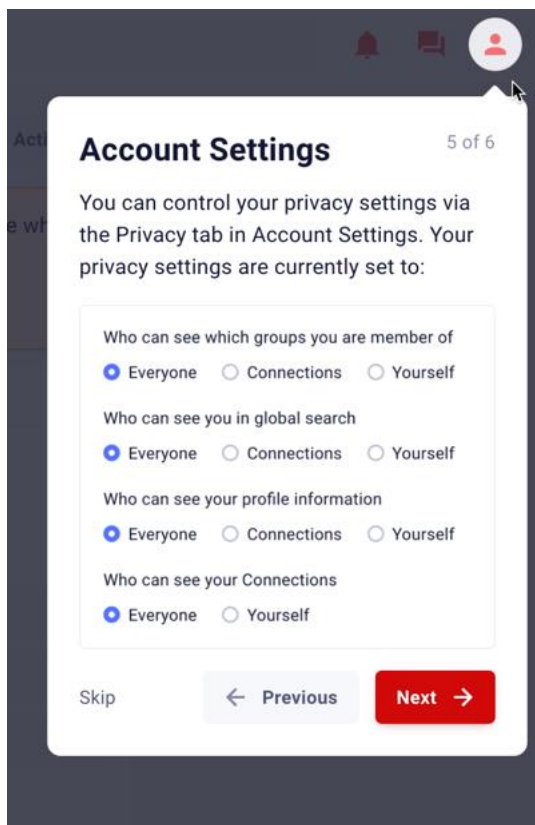 Account Settings
5 of 6
You can control your privacy settings via
the Privacy tab in Account Settings. Your
privacy settings are currently set to:
Who can see which groups you are member of
Everyone Connections Yourself
Who can see you in global search
Everyone Connections Yourself
Who can see your profile information
Everyone Connections Yourself
Who can see your Connections
Everyone Yourself
Skip
Previous
Next